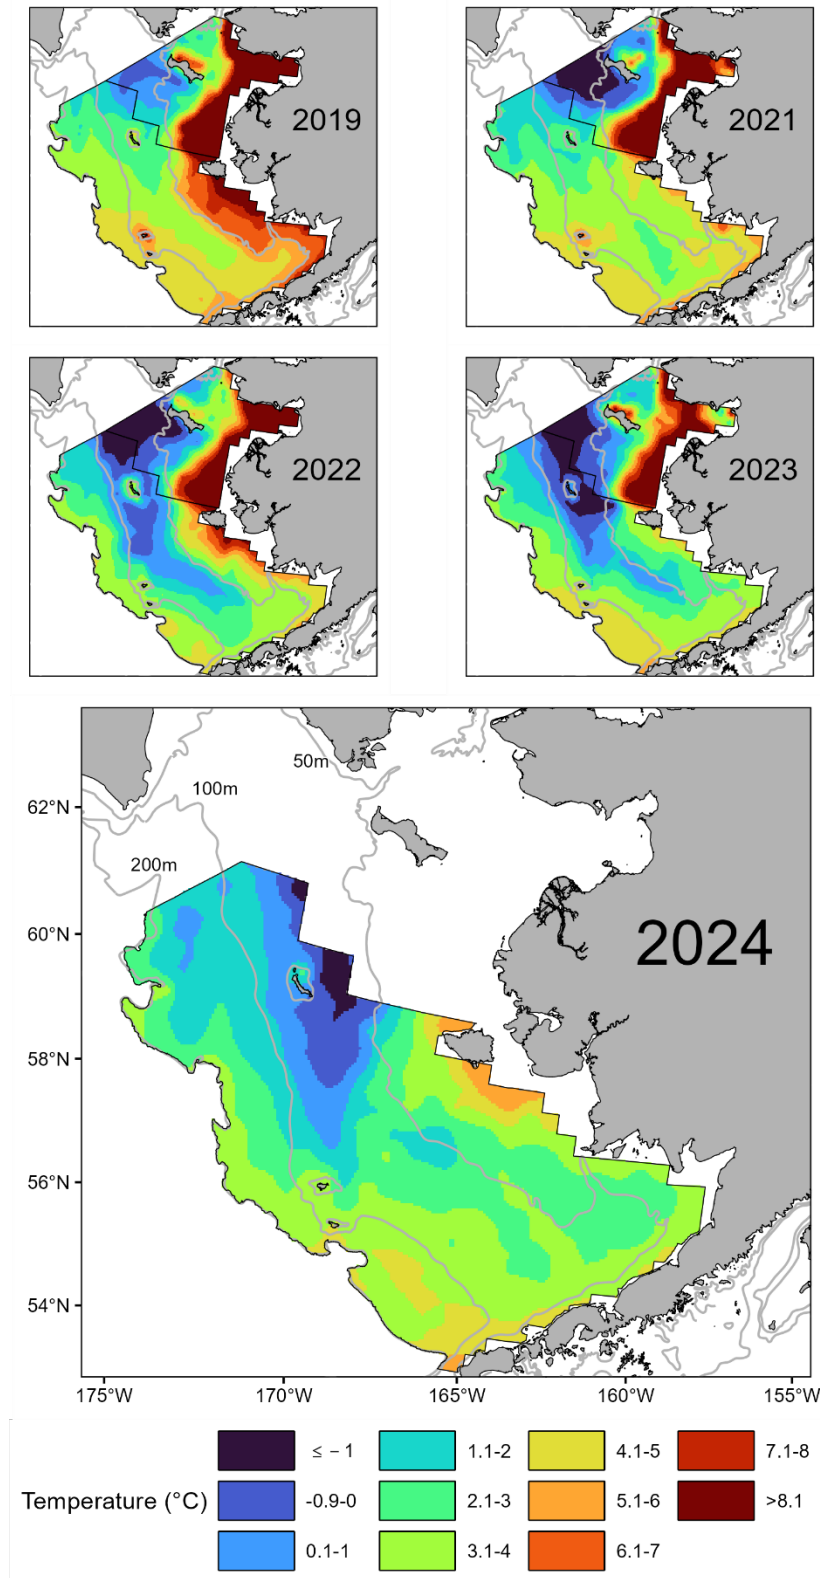 2019
2021
2022
2023
50m
100m
200m
62°N
60°N
58°N
56°N
54°N
2024
175°W 170°W 165°W 160°W 155°W
≤ − 1 1.1-2 4.1-5 7.1-8
Temperature (°C) -0.9-0 2.1-3 5.1-6 >8.1
0.1-1 3.1-4 6.1-7